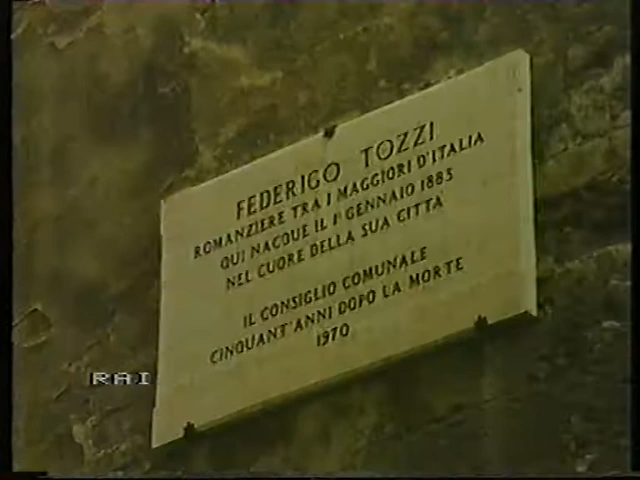 FEDERIGO TOZZI
ROMANZIERE TRA I MAGGIORI D'ITALIA
QUI NACQUE IL 1° GENNAIO 1883
NEL CUORE DELLA SUA CITTÀ
IL CONSIGLIO COMUNALE
CINQUANT'ANNI DOPO LA MORTE
1970
RAI